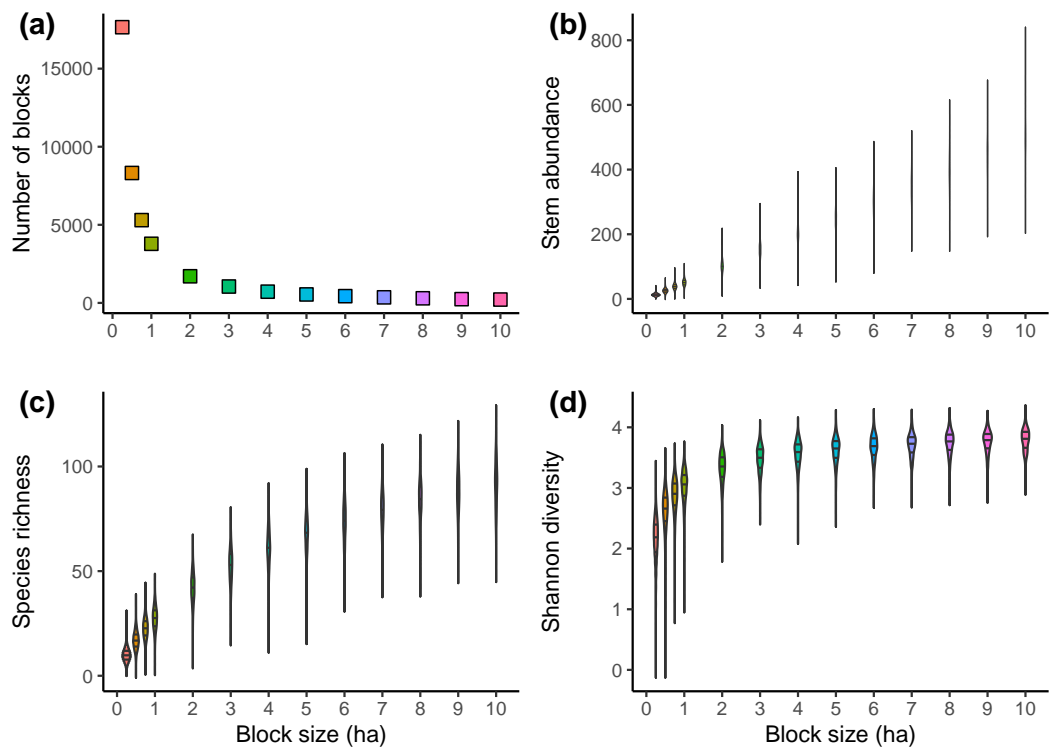 (a)
Number of blocks
15000
10000
5000
0
0 1 2 3 4 5 6 7 8 9 10
(b)
Stem abundance
800
600
400
200
0
0 1 2 3 4 5 6 7 8 9 10
(c)
Species richness
100
50
0
0 1 2 3 4 5 6 7 8 9 10
Block size (ha)
(d)
Shannon diversity
4
3
2
1
0
0 1 2 3 4 5 6 7 8 9 10
Block size (ha)